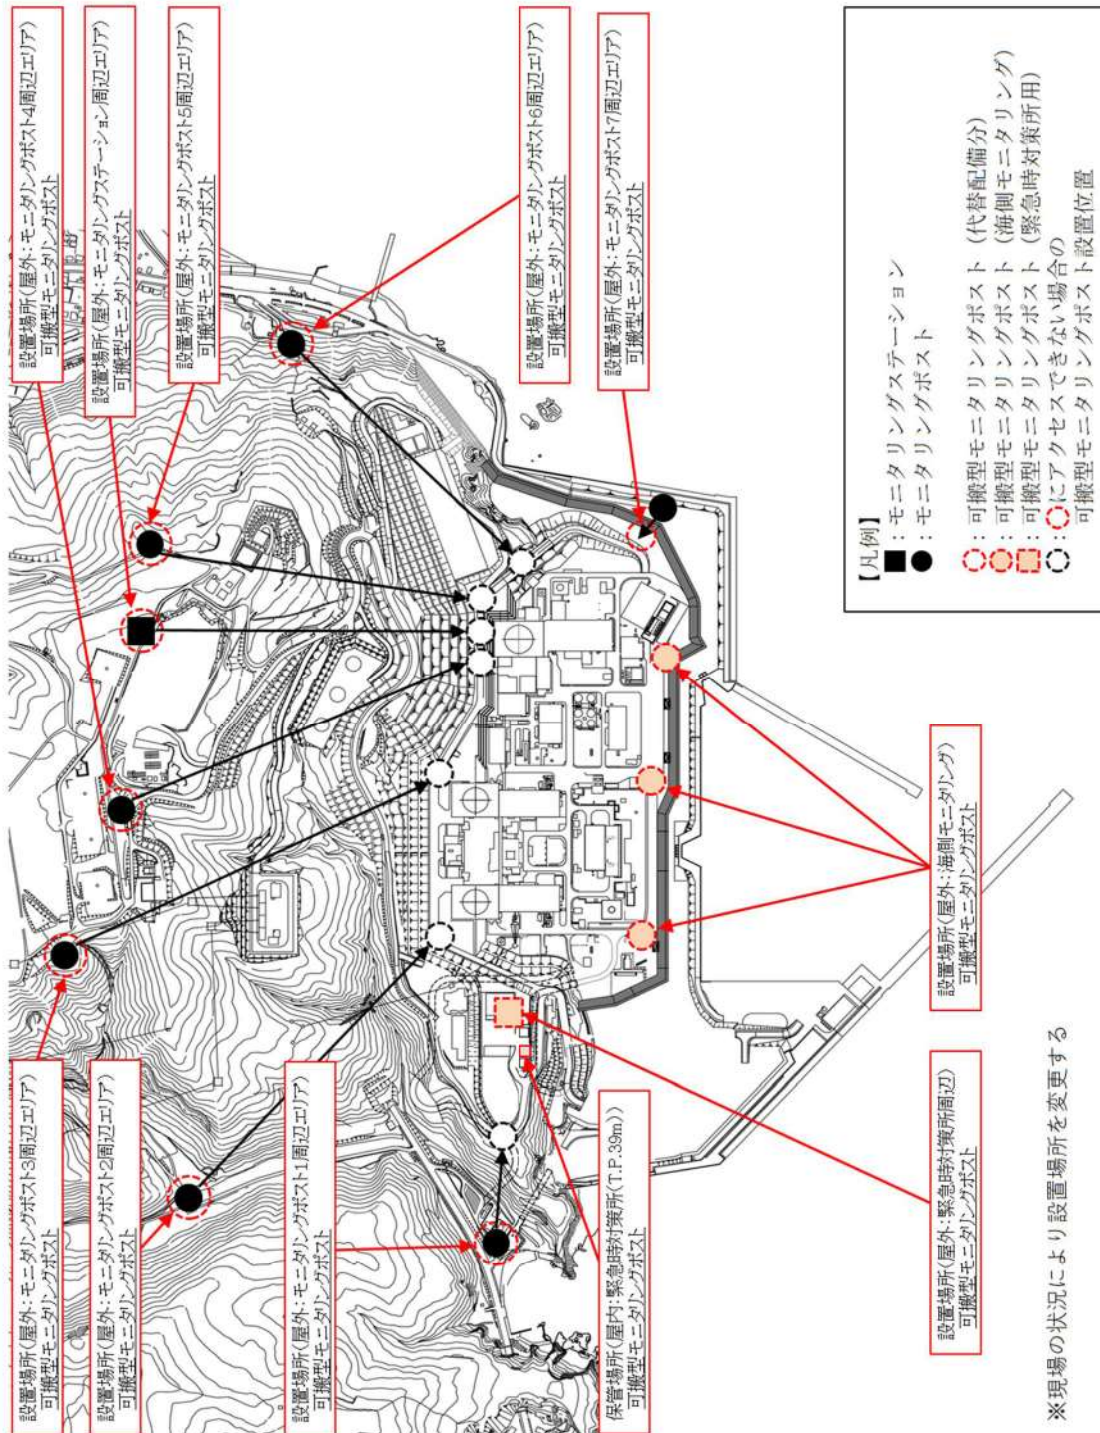 設置場所(屋外:モニタリングポスト3周辺エリア)
可搬型モニタリングポスト
設置場所(屋外:モニタリングポスト2周辺エリア)
可搬型モニタリングポスト
設置場所(屋外:モニタリングポスト1周辺エリア)
可搬型モニタリングポスト
保管場所(屋内:緊急時対策所(T.P.39m))
可搬型モニタリングポスト
設置場所(屋外:緊急時対策所周辺)
可搬型モニタリングポスト
設置場所(屋外:海側モニタリング)
可搬型モニタリングポスト
設置場所(屋外:モニタリングポスト4周辺エリア)
可搬型モニタリングポスト
設置場所(屋外:モニタリングステーション周辺エリア)
可搬型モニタリングポスト
設置場所(屋外:モニタリングポスト5周辺エリア)
可搬型モニタリングポスト
設置場所(屋外:モニタリングポスト6周辺エリア)
可搬型モニタリングポスト
設置場所(屋外:モニタリングポスト7周辺エリア)
可搬型モニタリングポスト
【凡例】
:モニタリングステーション
:モニタリングポスト
:可搬型モニタリングポスト(代替配備分)
:可搬型モニタリングポスト(海側モニタリング)
:可搬型モニタリングポスト(緊急時対策所用)
:にアクセスできない場合の
可搬型モニタリングポスト設置位置
※現場の状況により設置場所を変更する